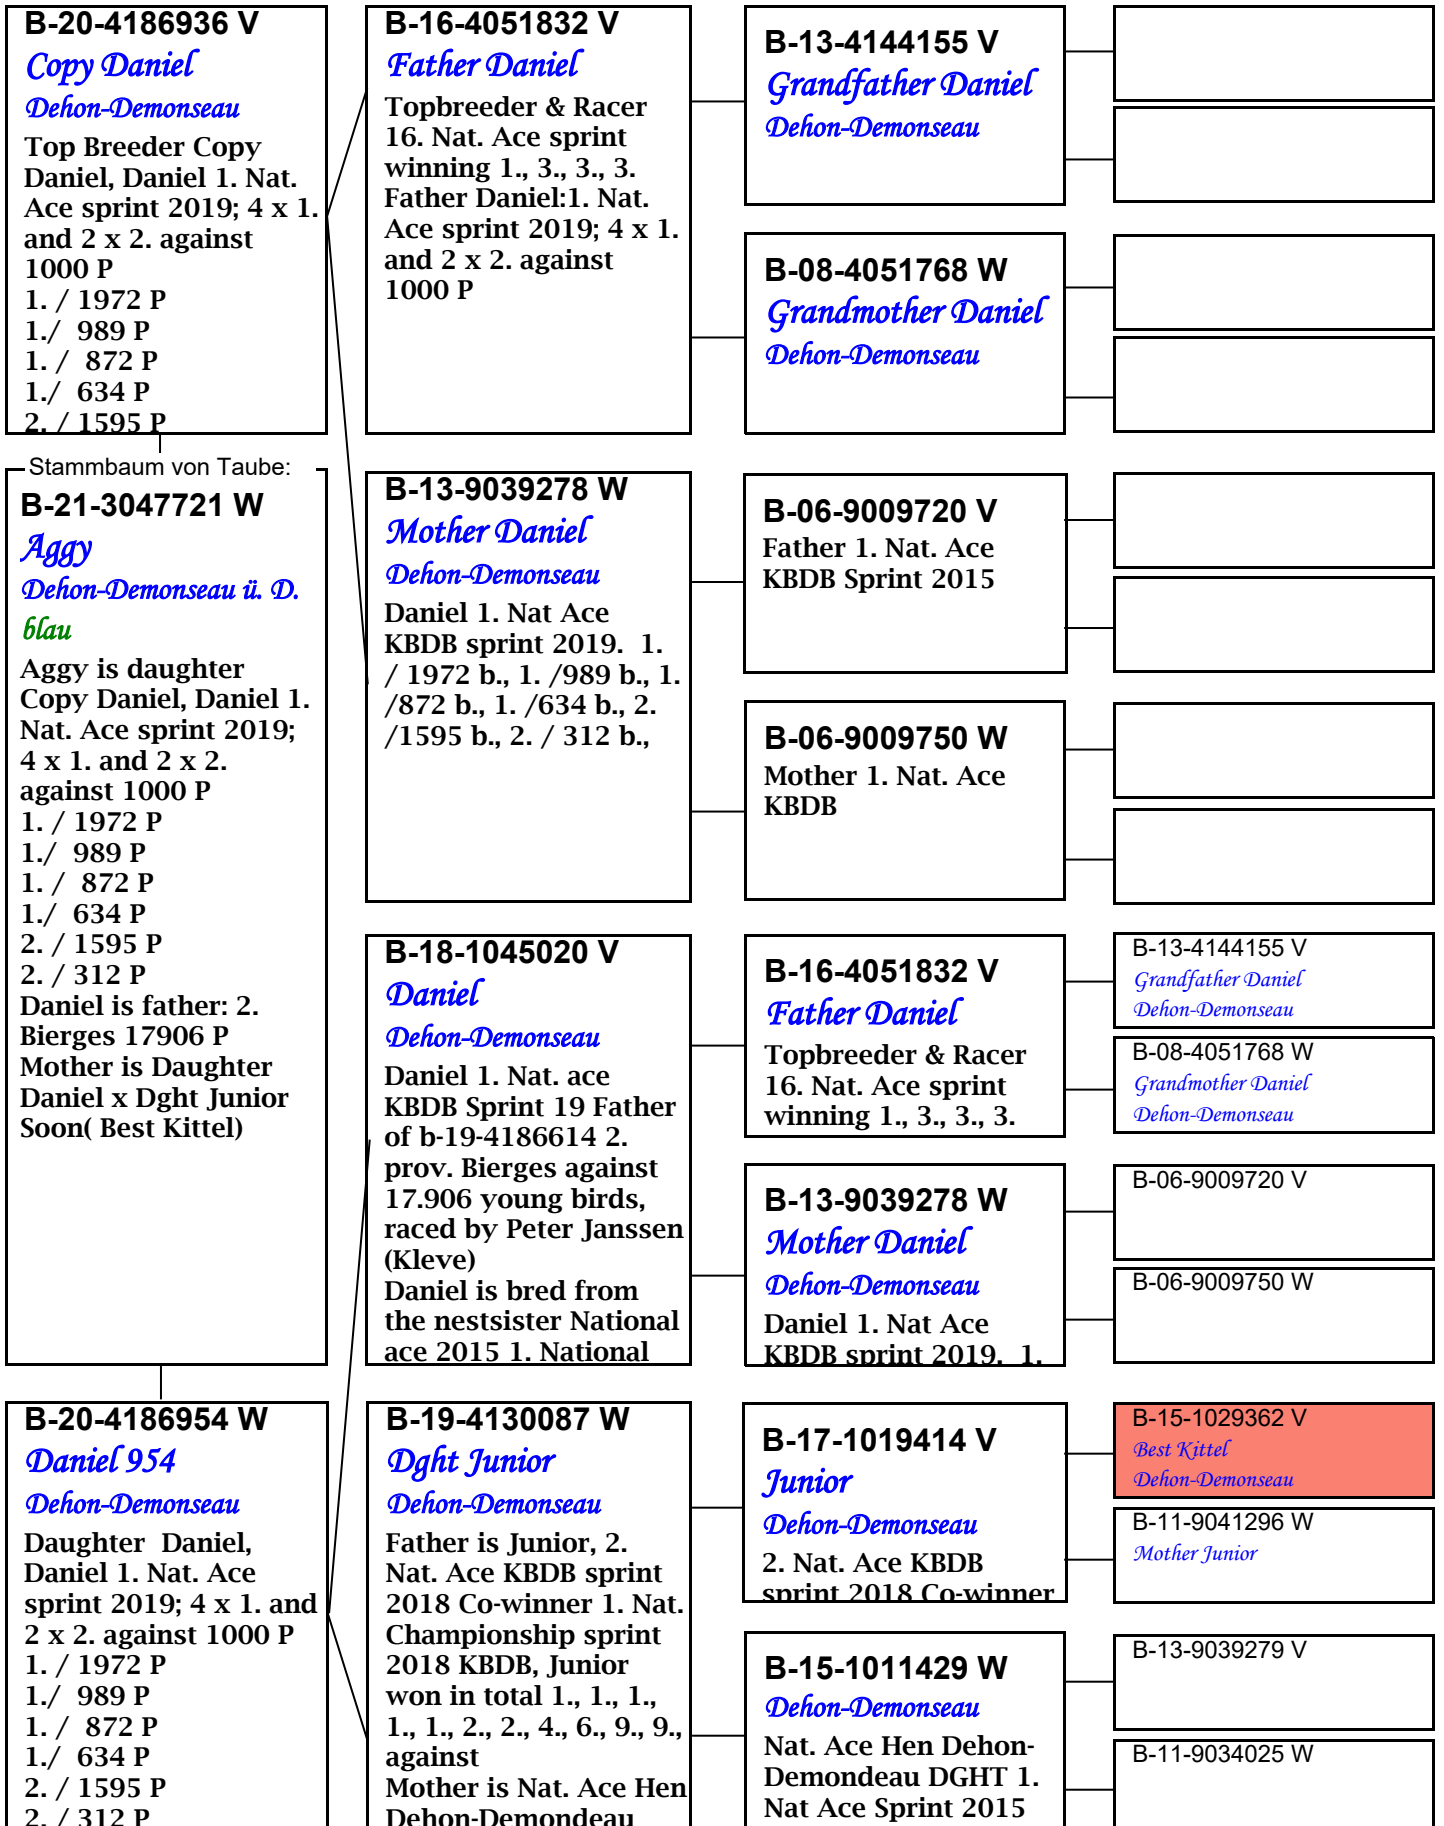 B-20-4186936 V
Copy Daniel
Dehon-Demonseau
Top Breeder Copy
Daniel, Daniel 1. Nat.
Ace sprint 2019; 4 x 1.
and 2 x 2. against
1000 P
1. / 1972 P
1./ 989 P
1. / 872 P
1./ 634 P
2. / 1595 P
Stammbaum von Taube:
B-21-3047721 W
Aggy
Dehon-Demonseau ü. D.
blau
Aggy is daughter
Copy Daniel, Daniel 1.
Nat. Ace sprint 2019;
4 x 1. and 2 x 2.
against 1000 P
1. / 1972 P
1./ 989 P
1. / 872 P
1./ 634 P
2. / 1595 P
2. / 312 P
Daniel is father: 2.
Bierges 17906 P
Mother is Daughter
Daniel x Dght Junior
Soon( Best Kittel)
B-20-4186954 W
Daniel 954
Dehon-Demonseau
Daughter Daniel,
Daniel 1. Nat. Ace
sprint 2019; 4 x 1. and
2 x 2. against 1000 P
1. / 1972 P
1./ 989 P
1. / 872 P
1./ 634 P
2. / 1595 P
2. / 312 P
B-16-4051832 V
Father Daniel
Topbreeder & Racer
16. Nat. Ace sprint
winning 1., 3., 3., 3.
Father Daniel:1. Nat.
Ace sprint 2019; 4 x 1.
and 2 x 2. against
1000 P
B-13-9039278 W
Mother Daniel
Dehon-Demonseau
Daniel 1. Nat Ace
KBDB sprint 2019. 1.
/ 1972 b., 1. /989 b., 1.
/872 b., 1. /634 b., 2.
/1595 b., 2. / 312 b.,
B-18-1045020 V
Daniel
Dehon-Demonseau
Daniel 1. Nat. ace
KBDB Sprint 19 Father
of b-19-4186614 2.
prov. Bierges against
17.906 young birds,
raced by Peter Janssen
(Kleve)
Daniel is bred from
the nestsister National
ace 2015 1. National
B-19-4130087 W
Dght Junior
Dehon-Demonseau
Father is Junior, 2.
Nat. Ace KBDB sprint
2018 Co-winner 1. Nat.
Championship sprint
2018 KBDB, Junior
won in total 1., 1., 1.,
1., 1., 2., 2., 4., 6., 9., 9.,
against
Mother is Nat. Ace Hen
Dehon-Demondeau
B-13-4144155 V
Grandfather Daniel
Dehon-Demonseau
B-08-4051768 W
Grandmother Daniel
Dehon-Demonseau
B-06-9009720 V
Father 1. Nat. Ace
KBDB Sprint 2015
B-06-9009750 W
Mother 1. Nat. Ace
KBDB
B-16-4051832 V
Father Daniel
Topbreeder & Racer
16. Nat. Ace sprint
winning 1., 3., 3., 3.
B-13-9039278 W
Mother Daniel
Dehon-Demonseau
Daniel 1. Nat Ace
KBDB sprint 2019. 1.
B-17-1019414 V
Junior
Dehon-Demonseau
2. Nat. Ace KBDB
sprint 2018 Co-winner
B-15-1011429 W
Dehon-Demonseau
Nat. Ace Hen Dehon-
Demondeau DGHT 1.
Nat Ace Sprint 2015
B-13-4144155 V
Grandfather Daniel
Dehon-Demonseau
B-08-4051768 W
Grandmother Daniel
Dehon-Demonseau
B-06-9009720 V
B-06-9009750 W
B-15-1029362 V
Best Kittel
Dehon-Demonseau
B-11-9041296 W
Mother Junior
B-13-9039279 V
B-11-9034025 W